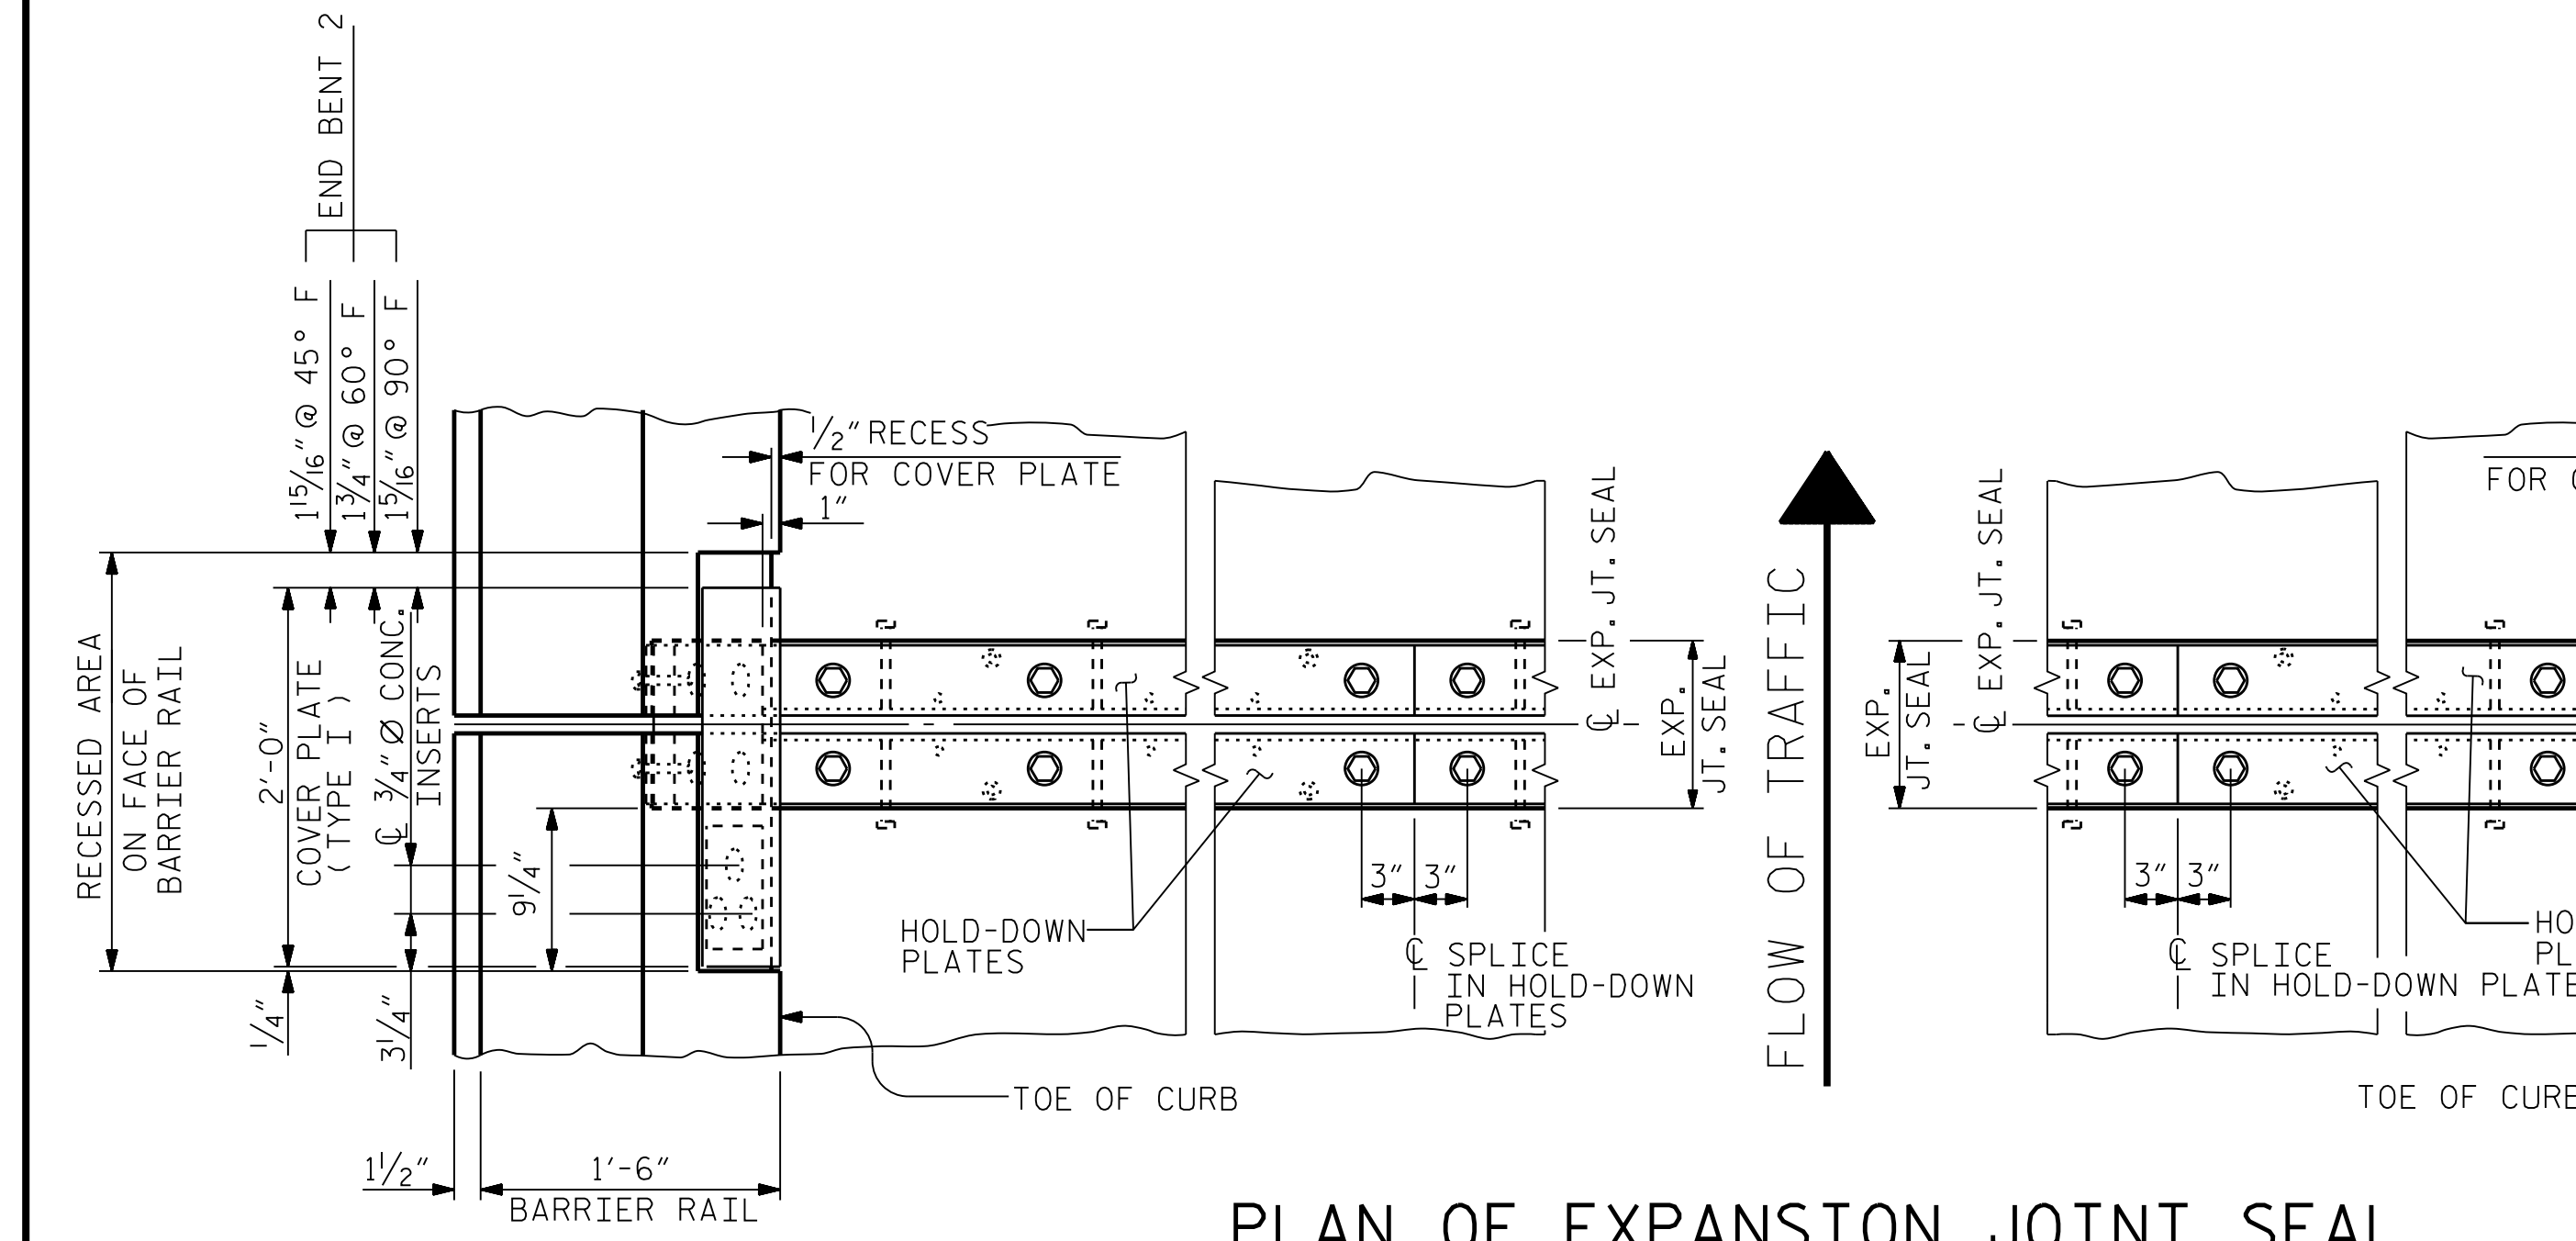 END BENT 2
1 15/16" @ 45° F
1 3/4" @ 60° F
1 5/16" @ 90° F
RECESSED AREA
ON FACE OF
BARRIER RAIL
2'-0"
COVER PLATE
( TYPE I )
℄ 3/4" Ø CONC.
INSERTS
1/4"
3 1/4"
9 1/4"
1 1/2"
1'-6"
BARRIER RAIL
1/2" RECESS
FOR COVER PLATE
1"
HOLD-DOWN
PLATES
TOE OF CURB
3" 3"
℄ SPLICE
IN HOLD-DOWN
PLATES
℄ EXP. JT. SEAL
EXP.
JT. SEAL
FLOW OF TRAFFIC
EXP.
JT. SEAL
℄ EXP. JT. SEAL
3" 3"
℄ SPLICE
IN HOLD-DOWN PLATE
FOR
HO
PL
TOE OF CURB
PLAN OF EXPANSION JOINT SEAL